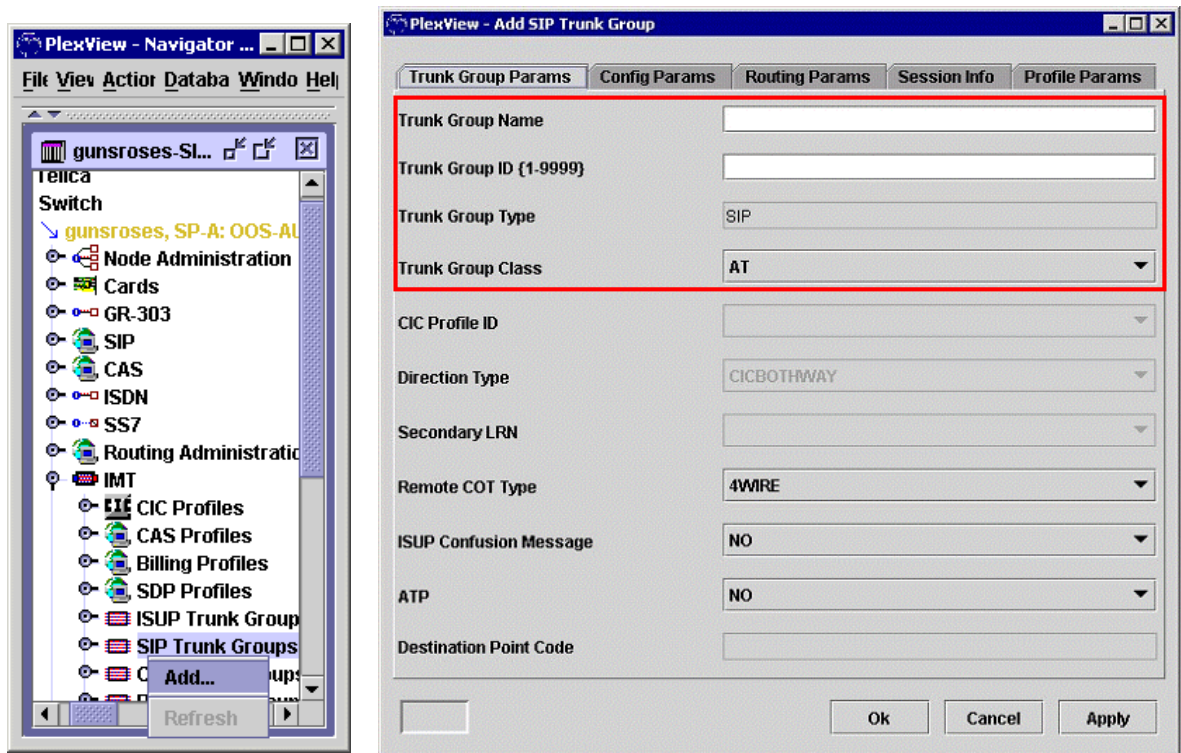 PlexView - Navigator ...
File View Action Databa Windo Hel
gunsroses-SI...
Telica
Switch
gunsroses, SP-A: OOS-AU
Node Administration
Cards
GR-303
SIP
CAS
ISDN
SS7
Routing Administratic
IMT
CIC Profiles
CAS Profiles
Billing Profiles
SDP Profiles
ISUP Trunk Group
SIP Trunk Groups
Add...
Refresh
PlexView - Add SIP Trunk Group
Trunk Group Params Config Params Routing Params Session Info Profile Params
Trunk Group Name
Trunk Group ID {1-9999}
Trunk Group Type SIP
Trunk Group Class AT
CIC Profile ID
Direction Type CICBOTHWAY
Secondary LRN
Remote COT Type 4WIRE
ISUP Confusion Message NO
ATP NO
Destination Point Code
Ok Cancel Apply